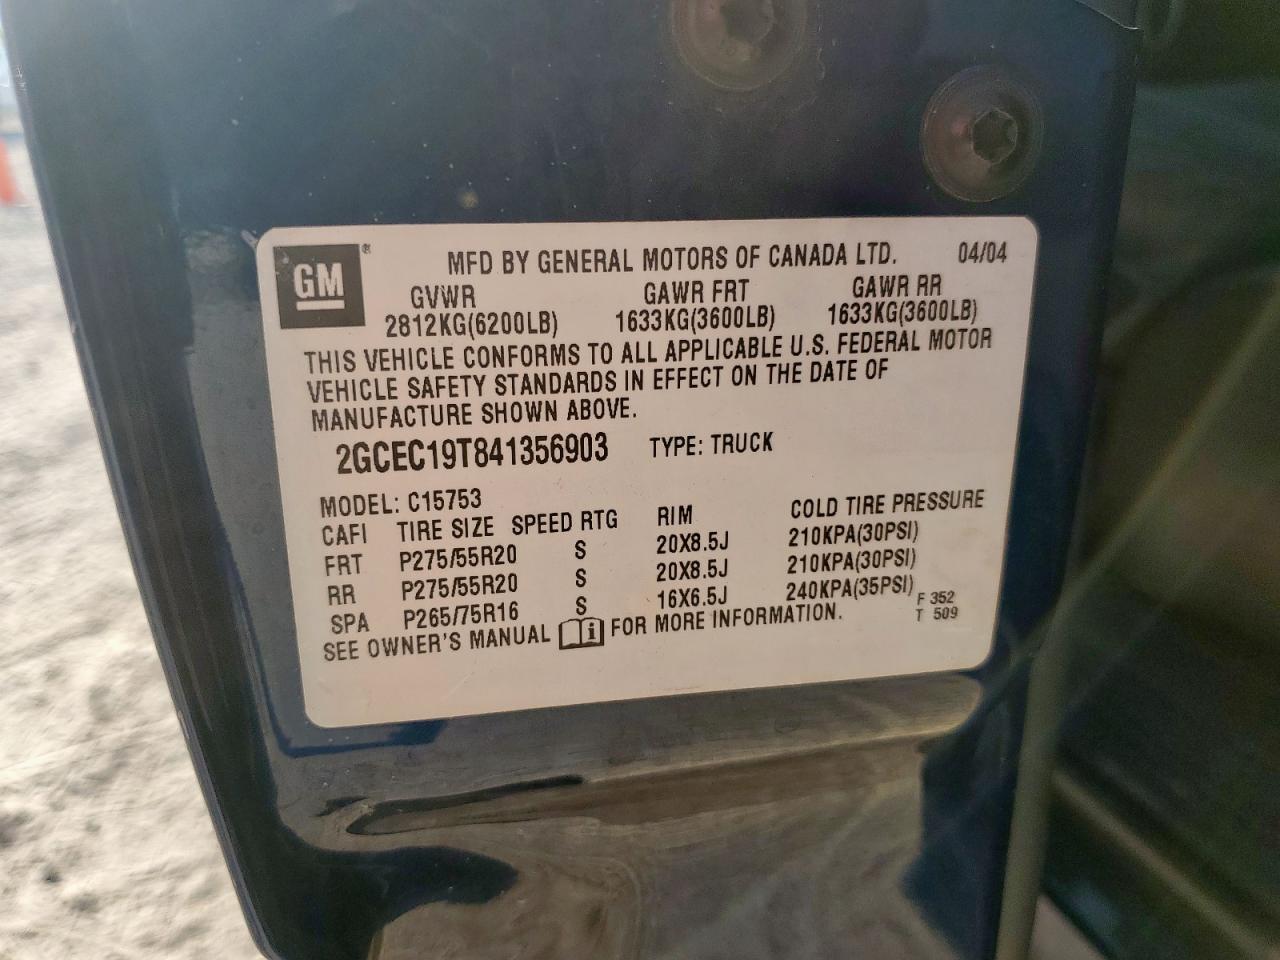 GM ®
MFD BY GENERAL MOTORS OF CANADA LTD. 04/04
GVWR GAWR FRT GAWR RR
2812KG(6200LB) 1633KG(3600LB) 1633KG(3600LB)
THIS VEHICLE CONFORMS TO ALL APPLICABLE U.S. FEDERAL MOTOR
VEHICLE SAFETY STANDARDS IN EFFECT ON THE DATE OF
MANUFACTURE SHOWN ABOVE.
2GCEC19T841356903 TYPE: TRUCK
MODEL: C15753
CAFI TIRE SIZE SPEED RTG RIM COLD TIRE PRESSURE
FRT P275/55R20 S 20X8.5J 210KPA(30PSI)
RR P275/55R20 S 20X8.5J 210KPA(30PSI)
SPA P265/75R16 S 16X6.5J 240KPA(35PSI)
SEE OWNER'S MANUAL i FOR MORE INFORMATION.
F 352
T 509